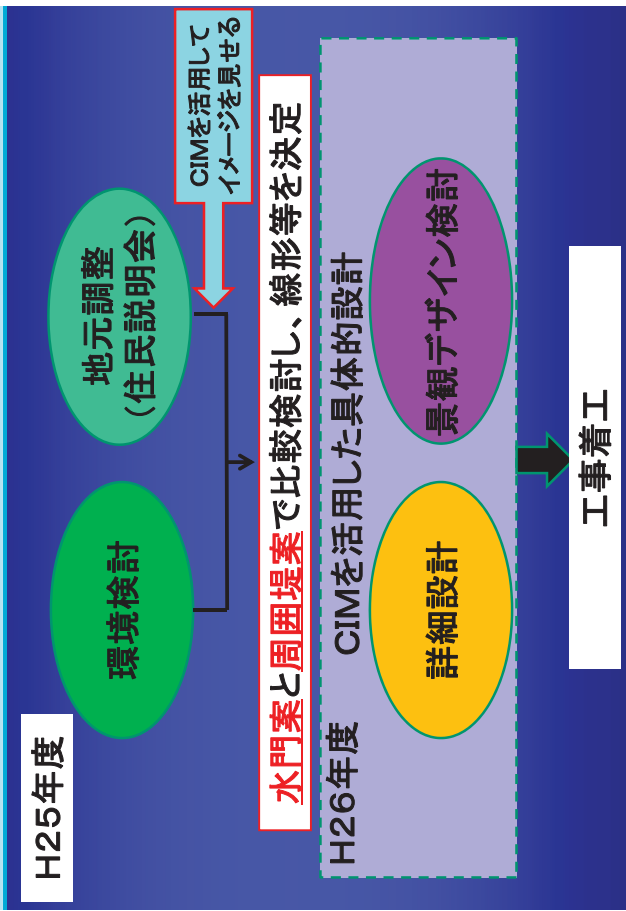 H25年度
環境検討
地元調整
（住民説明会）
CIMを活用して
イメージを見せる
水門案と周囲堤案で比較検討し、線形等を決定
H26年度
CIMを活用した具体的設計
詳細設計
景観デザイン検討
工事着工